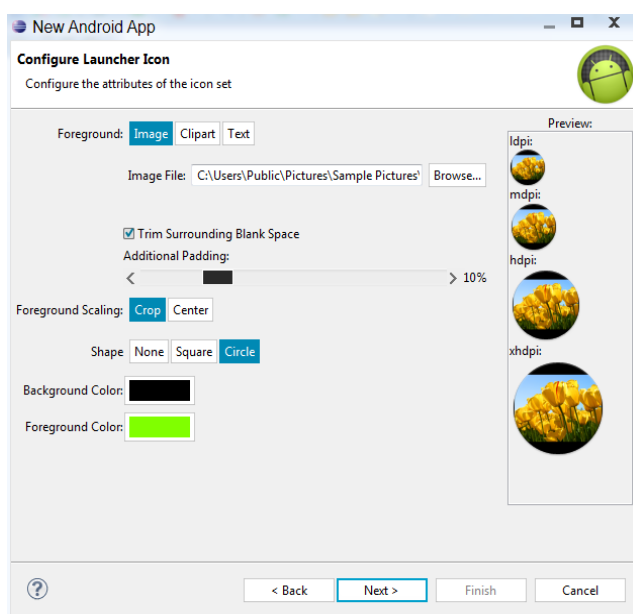 New Android App
Configure Launcher Icon
Configure the attributes of the icon set
Foreground: Image Clipart Text
Image File: C:\Users\Public\Pictures\Sample Pictures\ Browse...
Trim Surrounding Blank Space
Additional Padding:
10%
Foreground Scaling: Crop Center
Shape None Square Circle
Background Color:
Foreground Color:
Preview:
ldpi:
mdpi:
hdpi:
xhdpi:
? < Back Next > Finish Cancel